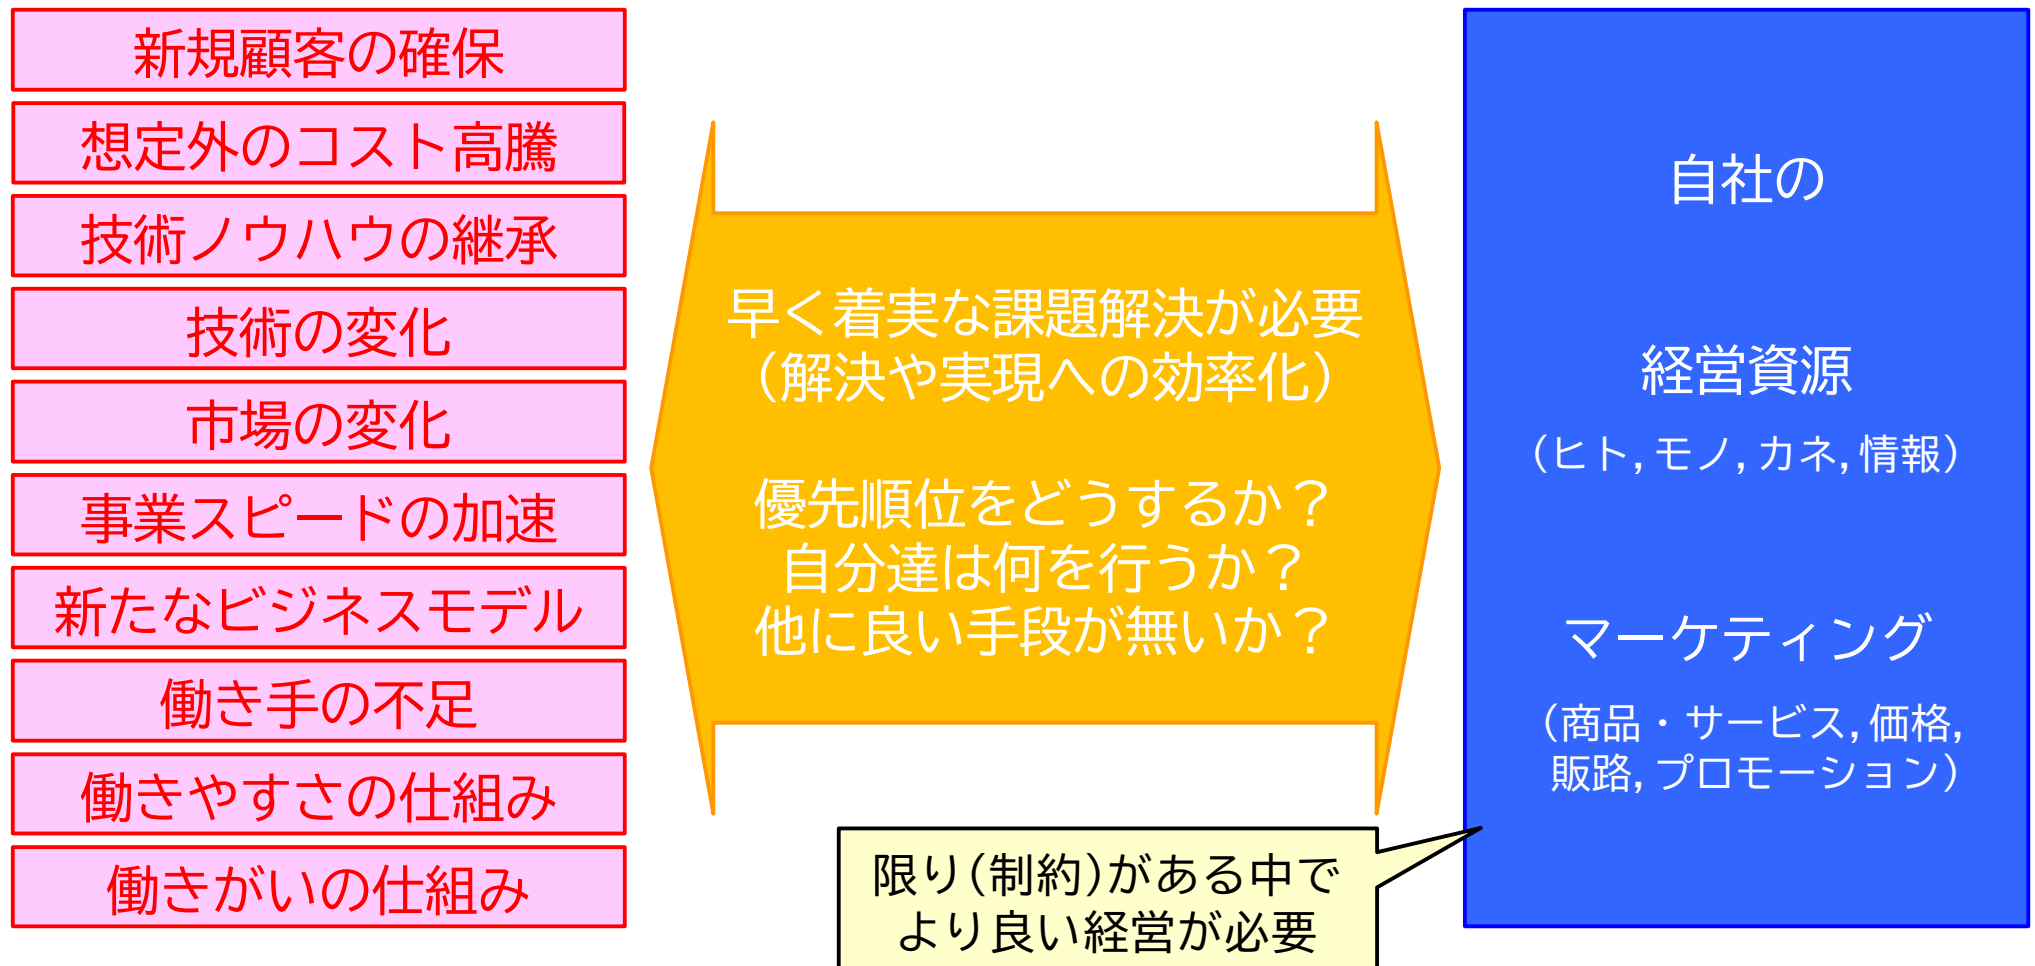 新規顧客の確保
想定外のコスト高騰
技術ノウハウの継承
技術の変化
市場の変化
事業スピードの加速
新たなビジネスモデル
働き手の不足
働きやすさの仕組み
働きがいの仕組み
早く着実な課題解決が必要
（解決や実現への効率化）
優先順位をどうするか？
自分達は何を行うか？
他に良い手段が無いか？
限り(制約)がある中で
より良い経営が必要
自社の
経営資源
（ヒト,モノ,カネ,情報）
マーケティング
（商品・サービス,価格,
販路,プロモーション）